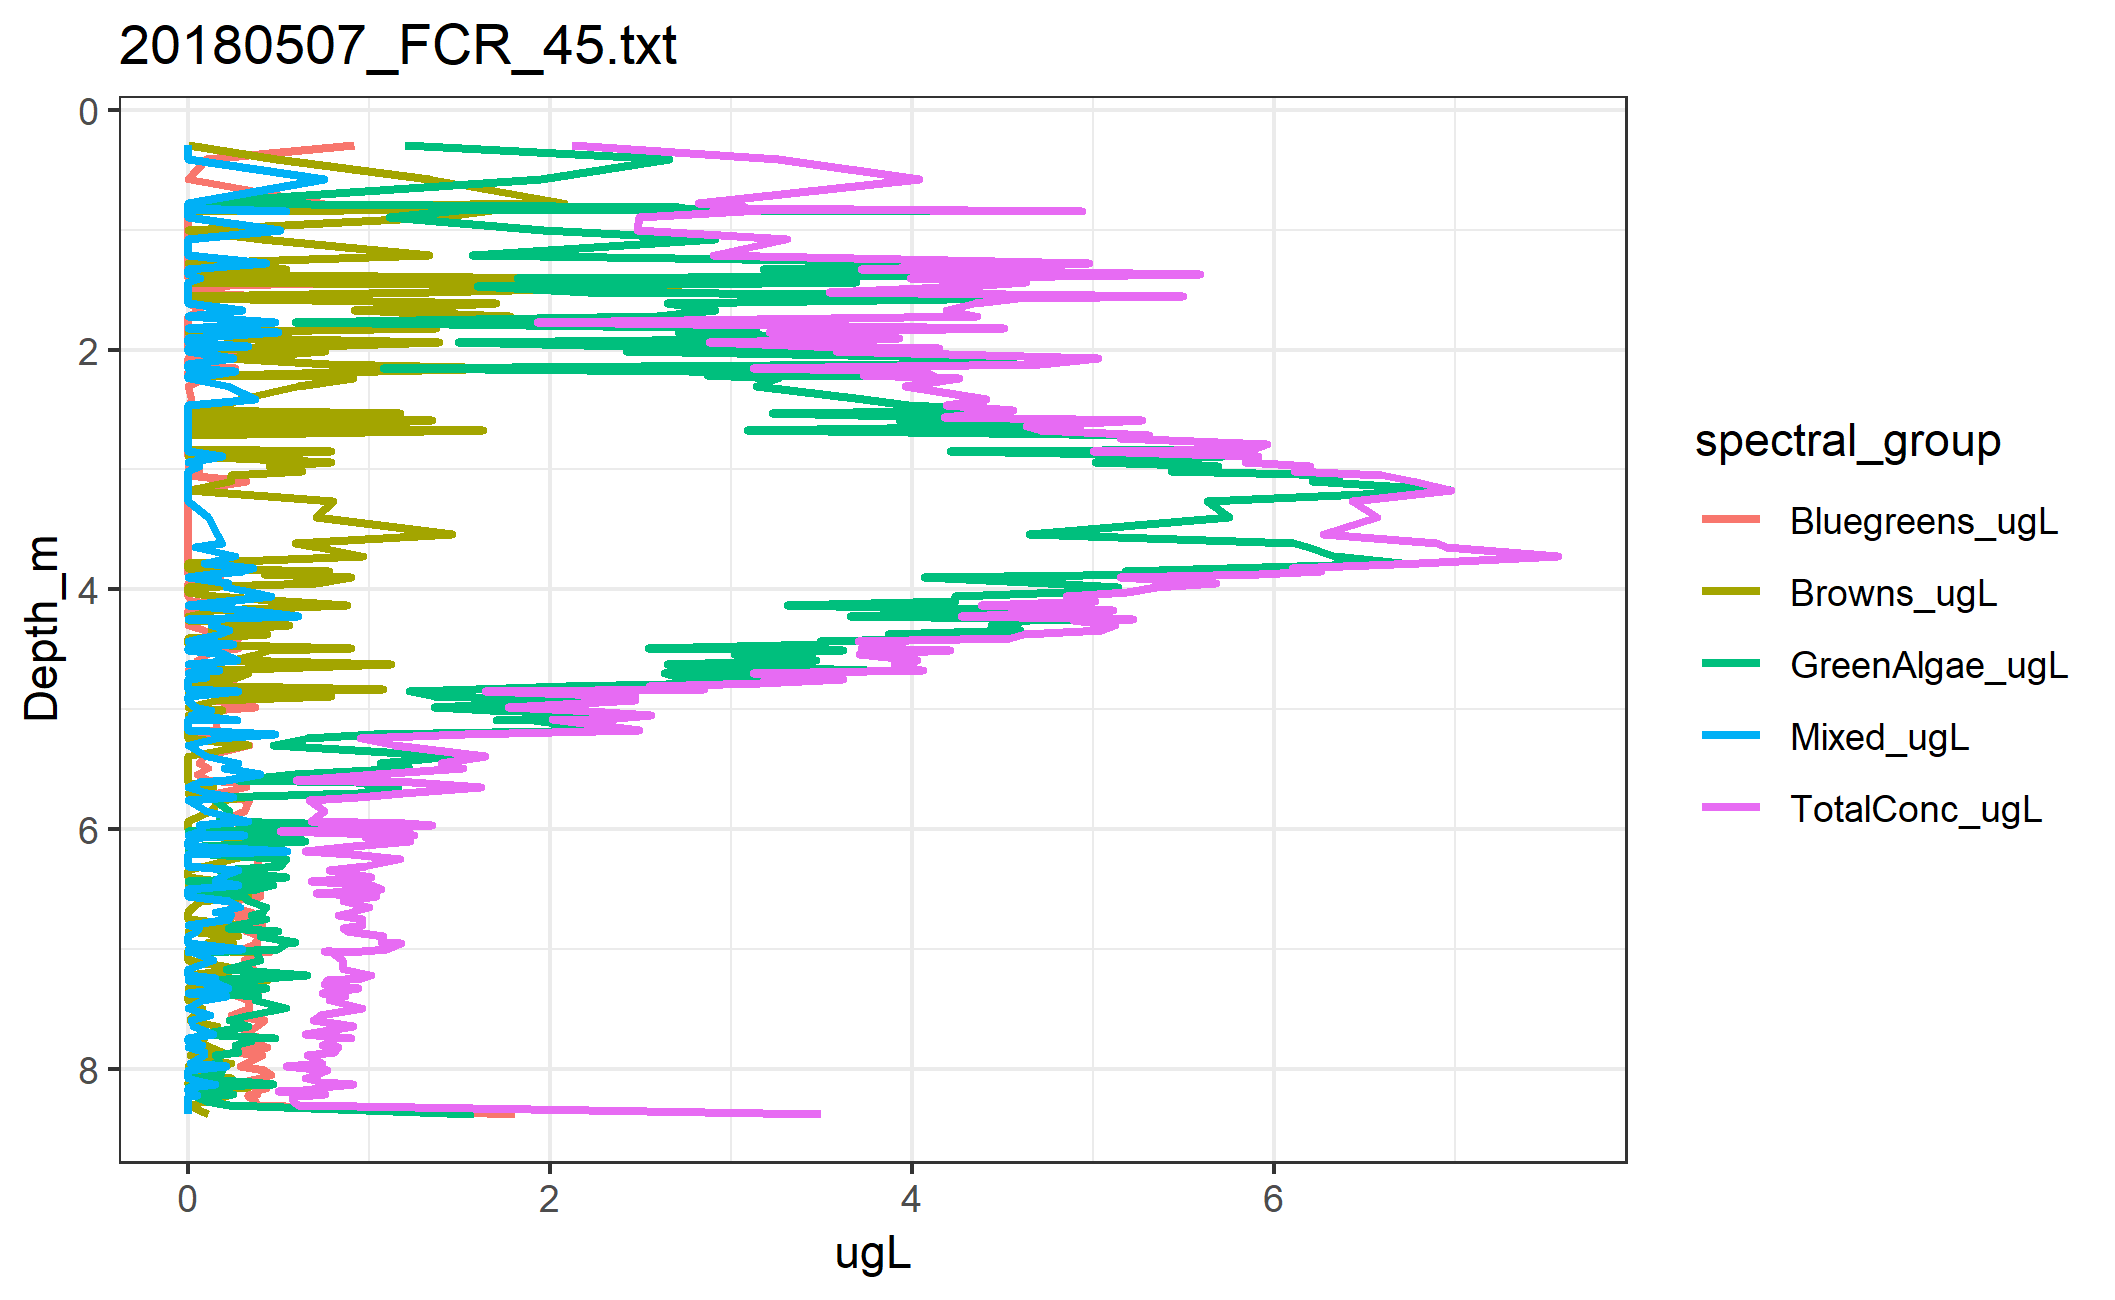 20180507_FCR_45.txt
0
2
4
6
8
Depth_m
0 2 4 6
ugL
spectral_group
Bluegreens_ugL
Browns_ugL
GreenAlgae_ugL
Mixed_ugL
TotalConc_ugL